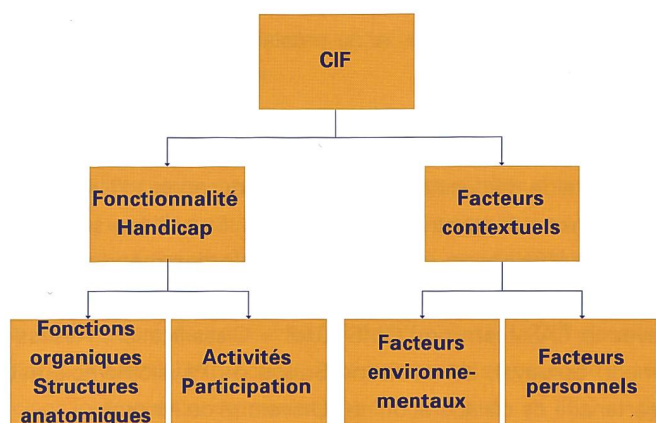 CIF
Fonctionnalité
Handicap
Facteurs
contextuels
Fonctions
organiques
Structures
anatomiques
Activités
Participation
Facteurs
environne-
mentaux
Facteurs
personnels